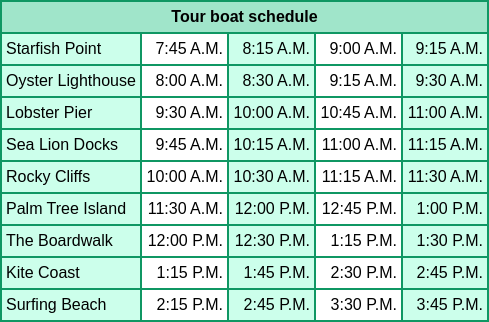 Tour boat schedule
Starfish Point 7:45 A.M. 8:15 A.M. 9:00 A.M. 9:15 A.M.
Oyster Lighthouse 8:00 A.M. 8:30 A.M. 9:15 A.M. 9:30 A.M.
Lobster Pier 9:30 A.M. 10:00 A.M. 10:45 A.M. 11:00 A.M.
Sea Lion Docks 9:45 A.M. 10:15 A.M. 11:00 A.M. 11:15 A.M.
Rocky Cliffs 10:00 A.M. 10:30 A.M. 11:15 A.M. 11:30 A.M.
Palm Tree Island 11:30 A.M. 12:00 P.M. 12:45 P.M. 1:00 P.M.
The Boardwalk 12:00 P.M. 12:30 P.M. 1:15 P.M. 1:30 P.M.
Kite Coast 1:15 P.M. 1:45 P.M. 2:30 P.M. 2:45 P.M.
Surfing Beach 2:15 P.M. 2:45 P.M. 3:30 P.M. 3:45 P.M.